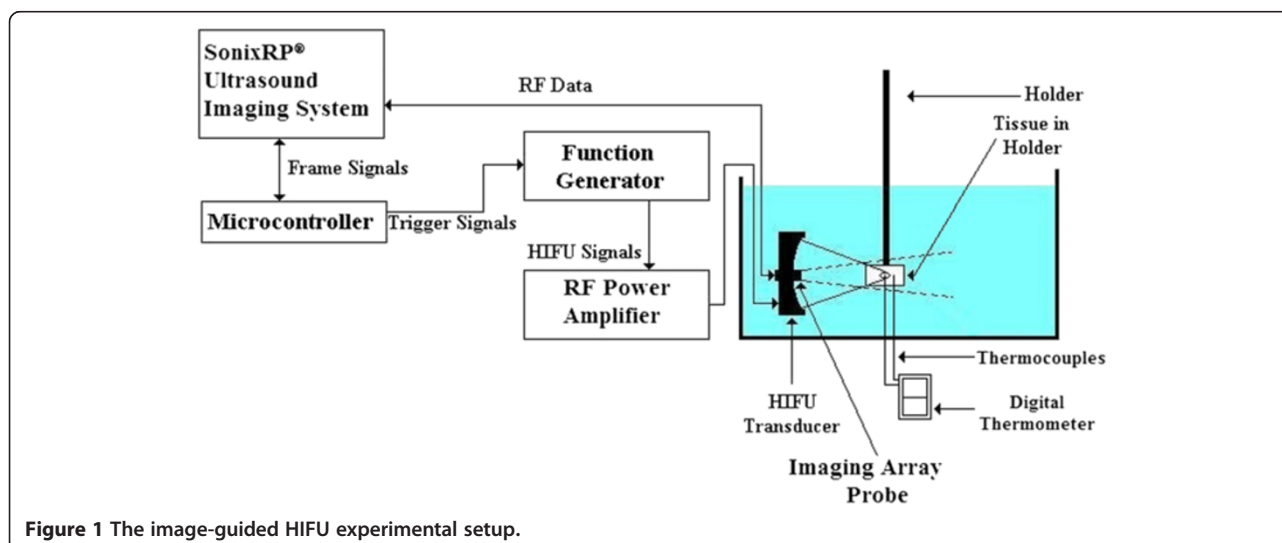 SonixRP®
Ultrasound
Imaging System
RF Data
Frame Signals
Microcontroller
Trigger Signals
Function
Generator
HIFU Signals
RF Power
Amplifier
Holder
Tissue in
Holder
Thermocouples
Digital
Thermometer
HIFU
Transducer
Imaging Array
Probe
Figure 1 The image-guided HIFU experimental setup.